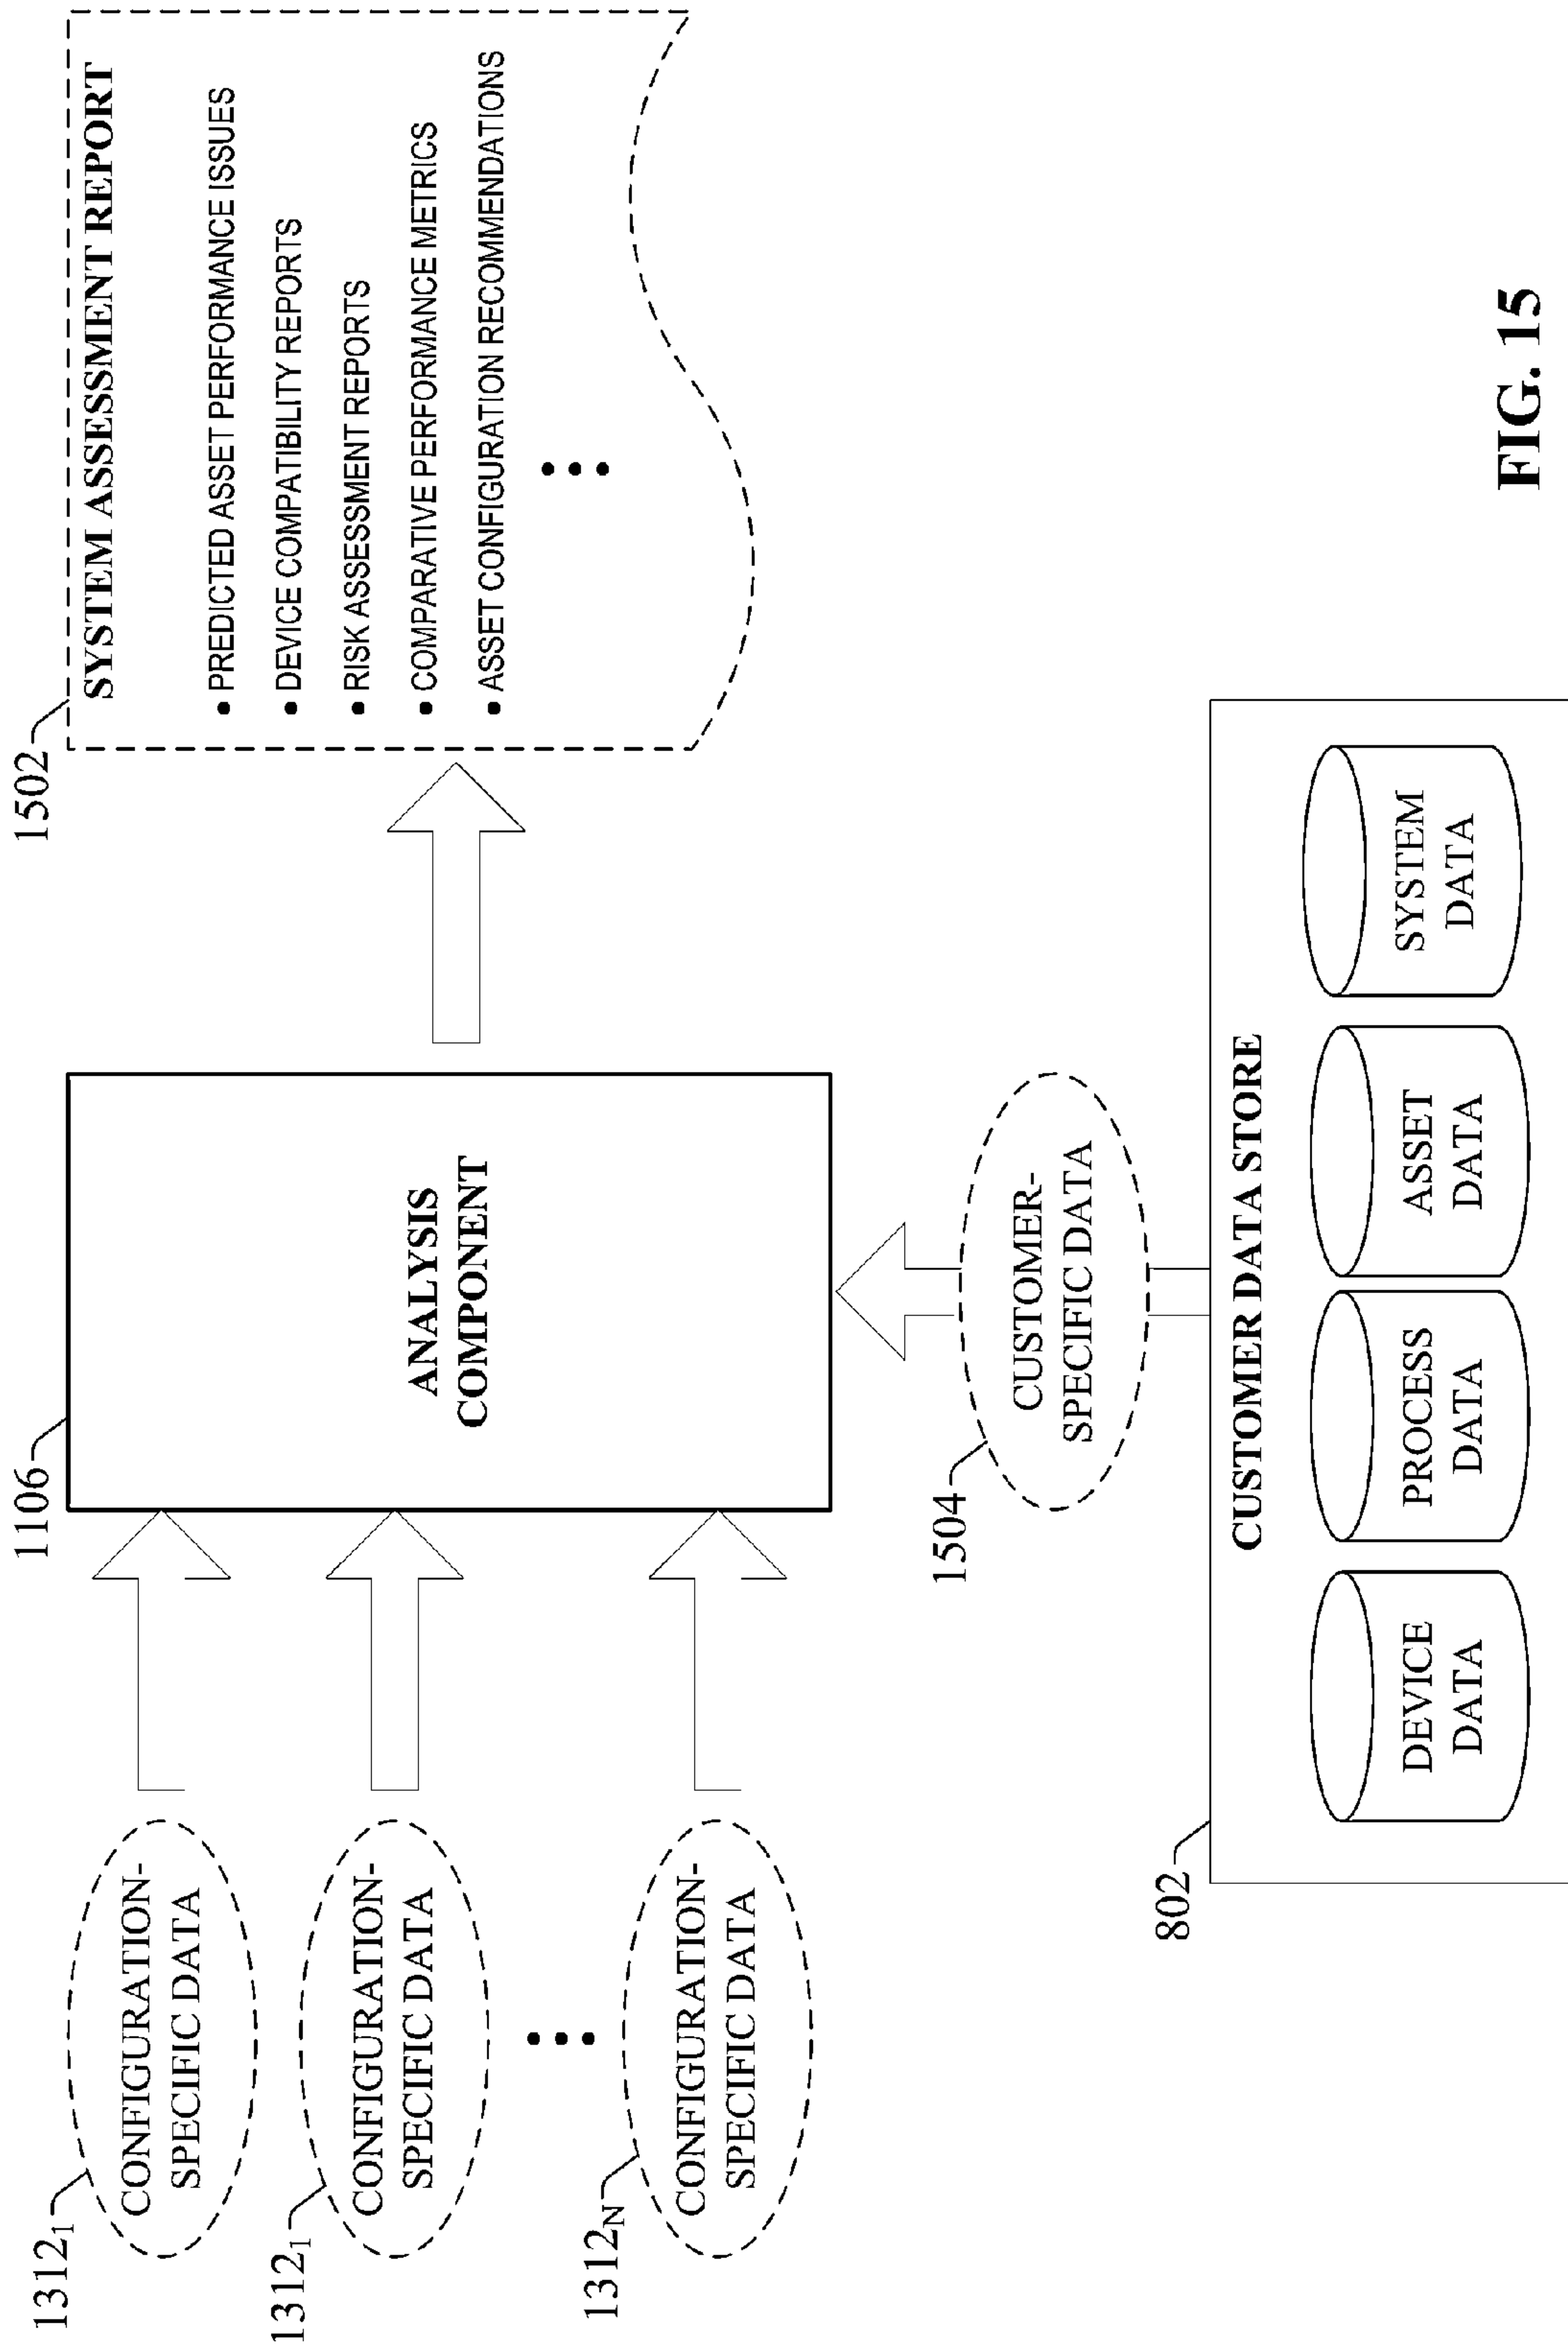 1312₁
CONFIGURATION-
SPECIFIC DATA
1312₁
CONFIGURATION-
SPECIFIC DATA
1312N
CONFIGURATION-
SPECIFIC DATA
1106
ANALYSIS
COMPONENT
1502
SYSTEM ASSESSMENT REPORT
• PREDICTED ASSET PERFORMANCE ISSUES
• DEVICE COMPATIBILITY REPORTS
• RISK ASSESSMENT REPORTS
• COMPARATIVE PERFORMANCE METRICS
• ASSET CONFIGURATION RECOMMENDATIONS
1504
CUSTOMER-
SPECIFIC DATA
802
CUSTOMER DATA STORE
DEVICE
DATA
PROCESS
DATA
ASSET
DATA
SYSTEM
DATA
FIG. 15